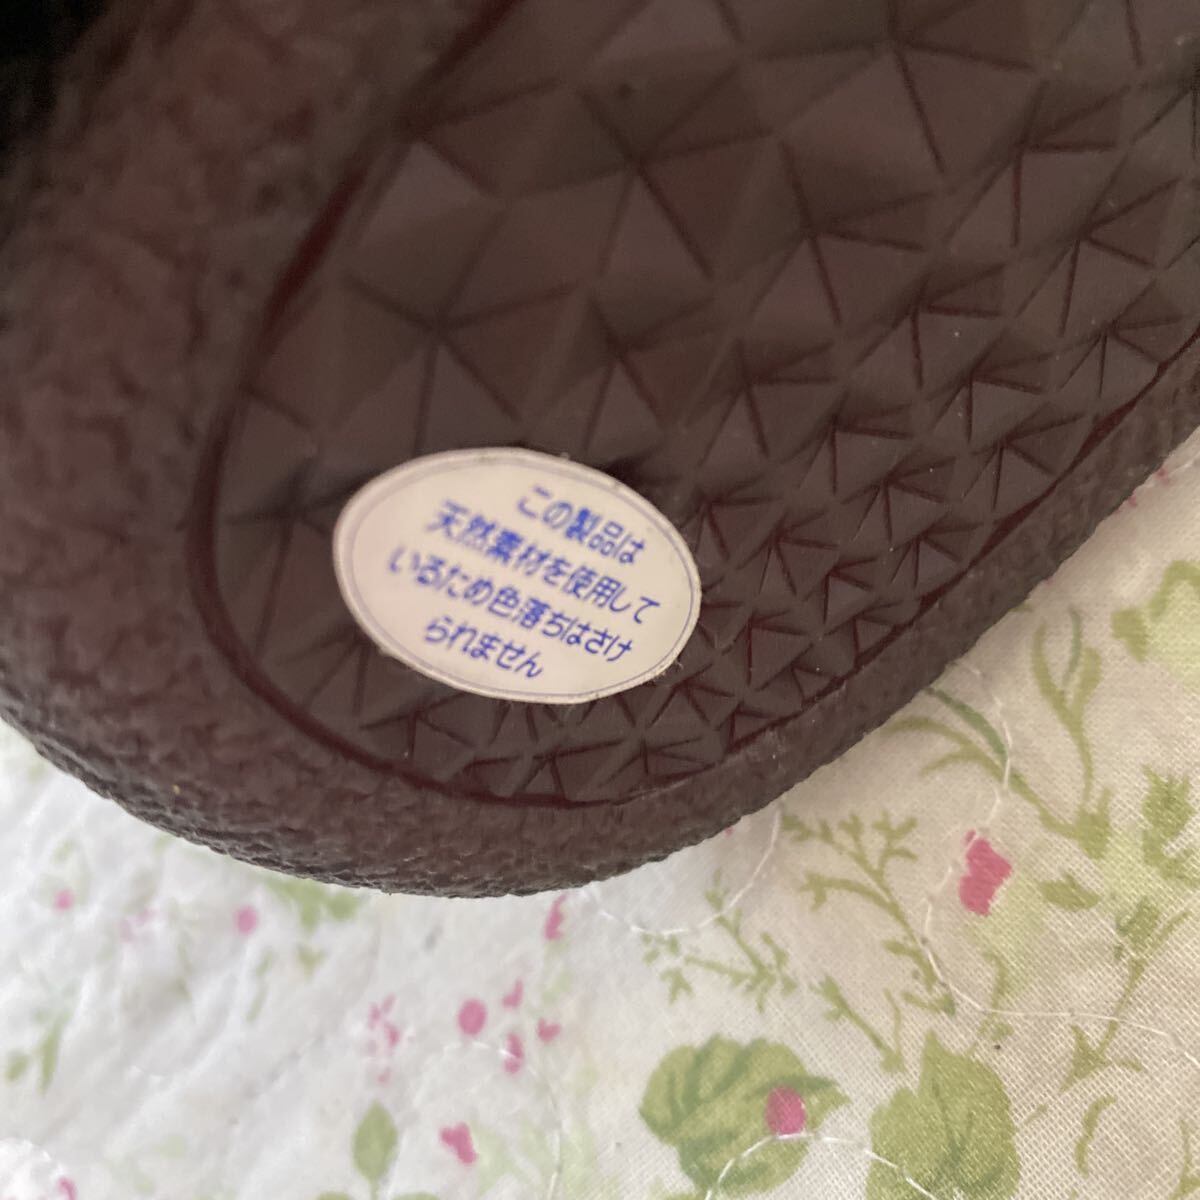 この製品は
天然素材を使用して
いるため色落ちはさけ
られません